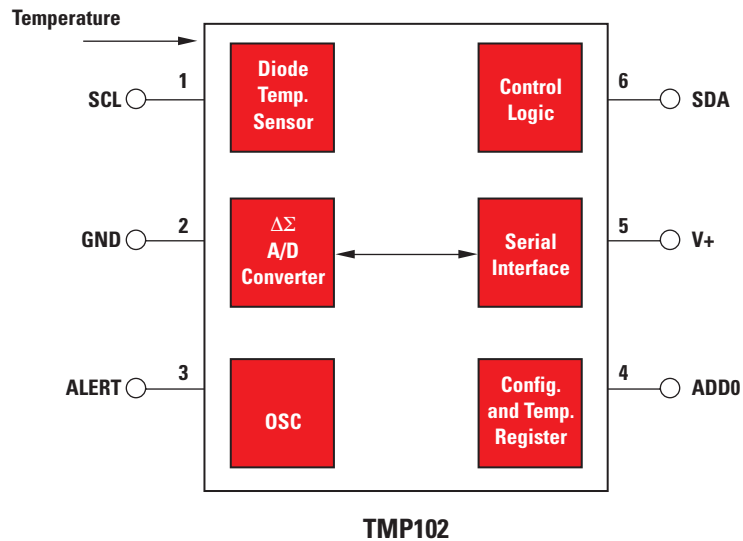 Temperature
1
SCL
Diode
Temp.
Sensor
Control
Logic
6
SDA
2
GND
ΔΣ
A/D
Converter
Serial
Interface
5
V+
3
ALERT
OSC
Config.
and Temp.
Register
4
ADD0
TMP102